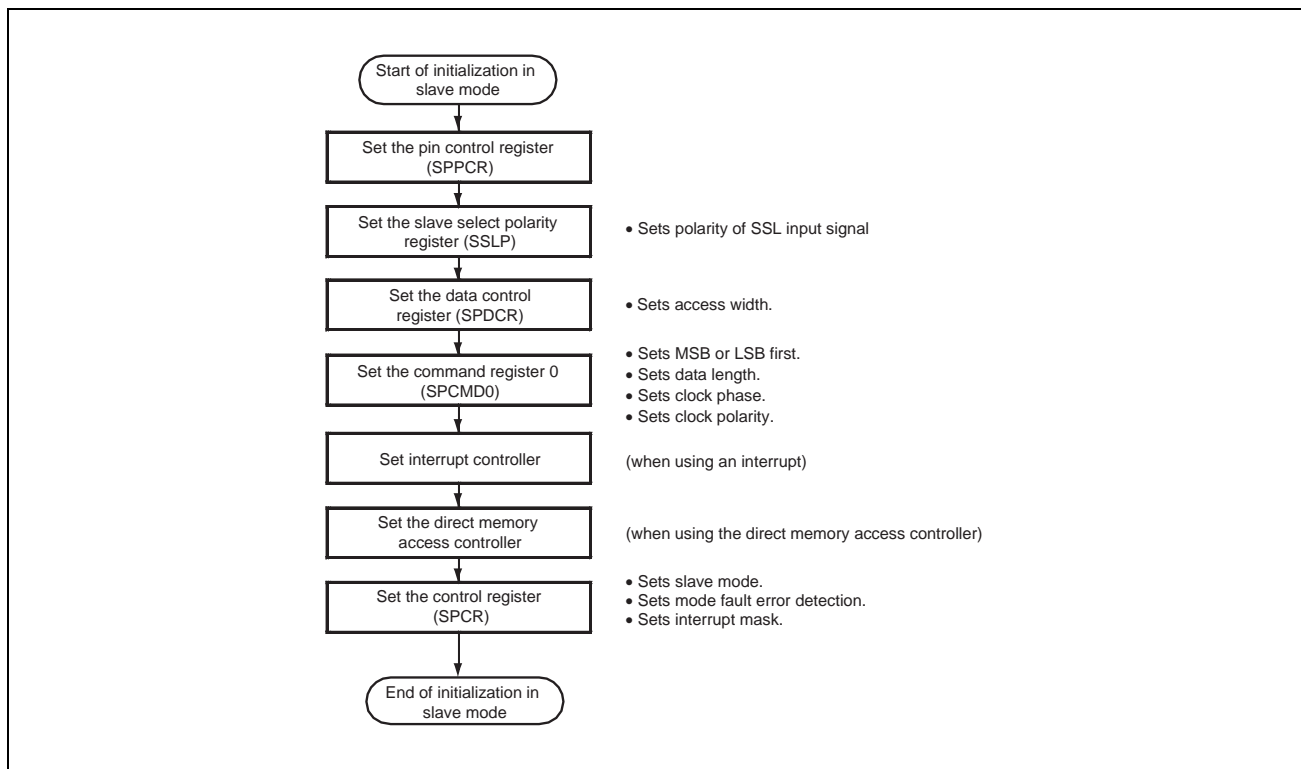 Start of initialization in
slave mode
Set the pin control register
(SPPCR)
Set the slave select polarity
register (SSLP)
• Sets polarity of SSL input signal
Set the data control
register (SPDCR)
• Sets access width.
Set the command register 0
(SPCMD0)
• Sets MSB or LSB first.
• Sets data length.
• Sets clock phase.
• Sets clock polarity.
Set interrupt controller
(when using an interrupt)
Set the direct memory
access controller
(when using the direct memory access controller)
Set the control register
(SPCR)
• Sets slave mode.
• Sets mode fault error detection.
• Sets interrupt mask.
End of initialization in
slave mode